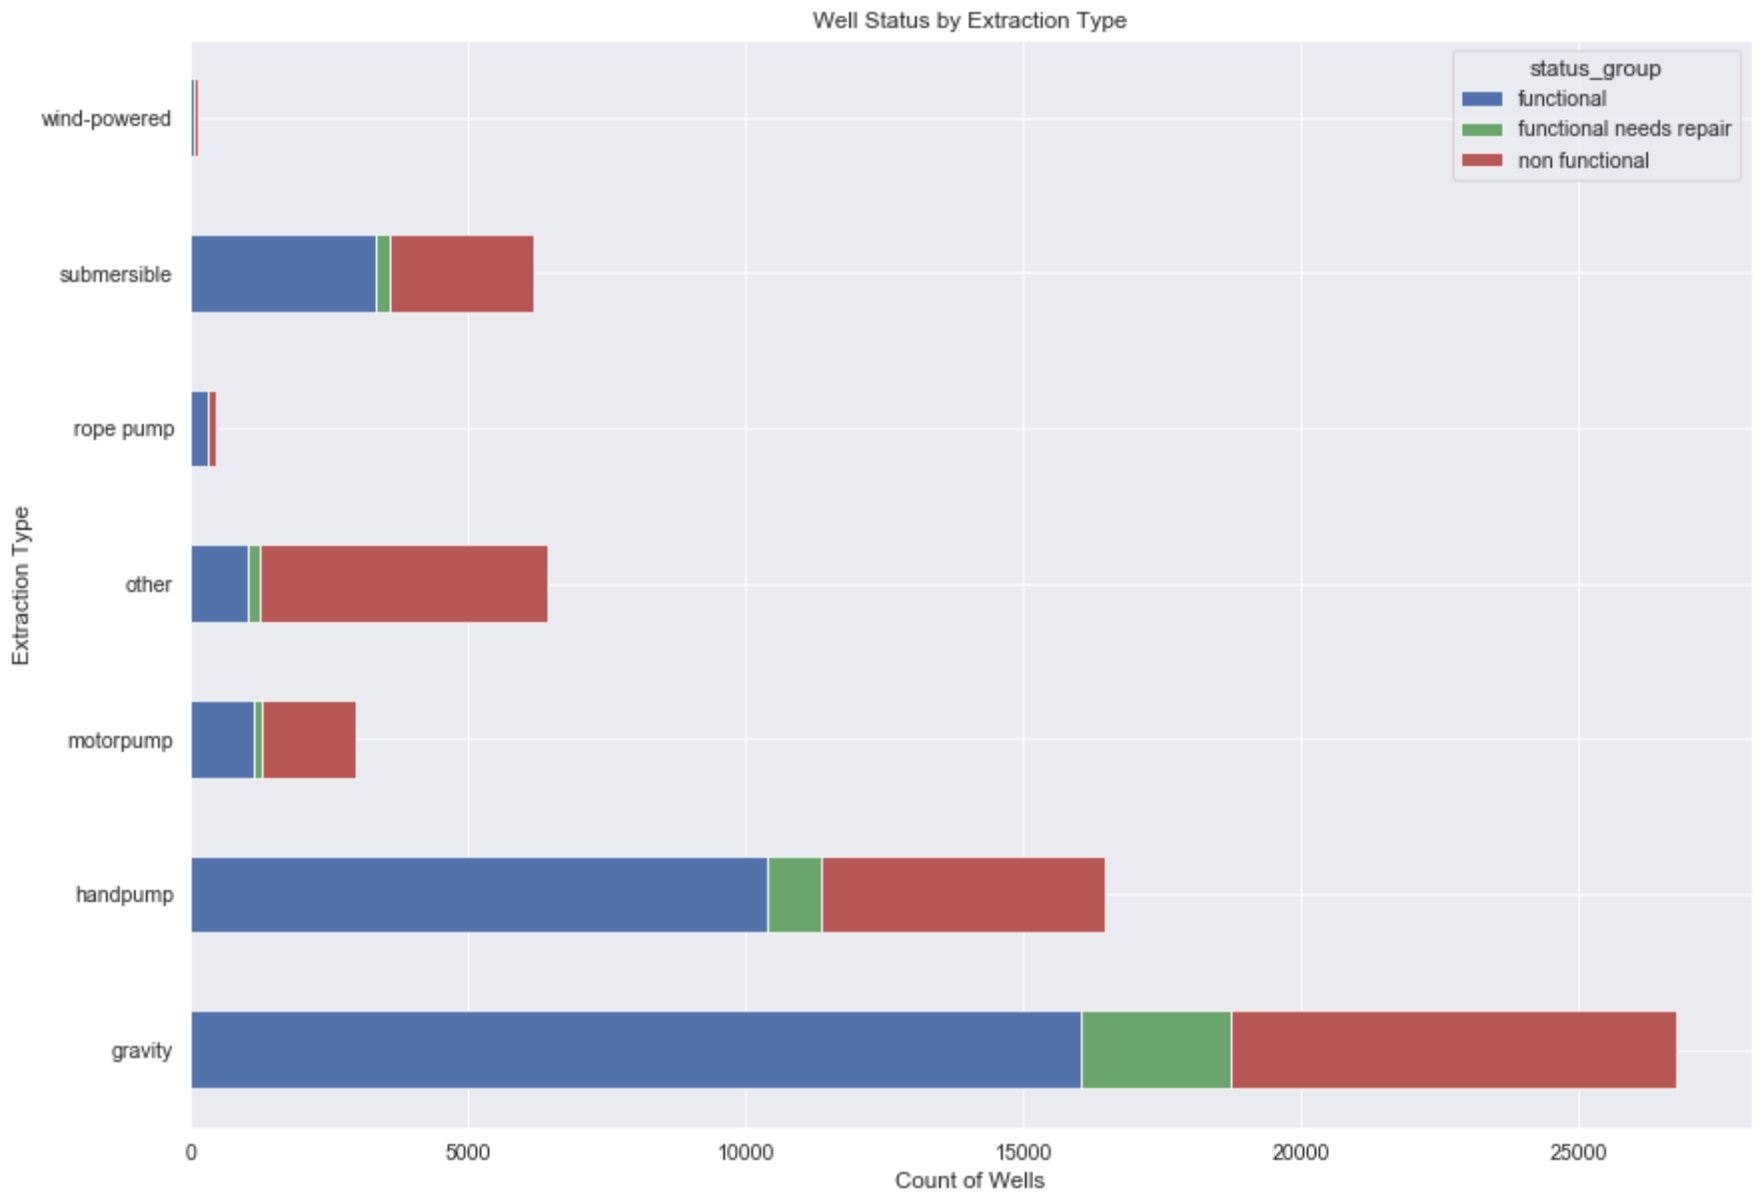 Well Status by Extraction Type
status_group
functional
functional needs repair
non functional
wind-powered
submersible
rope pump
other
motorpump
handpump
gravity
Extraction Type
0 5000 10000 15000 20000 25000
Count of Wells